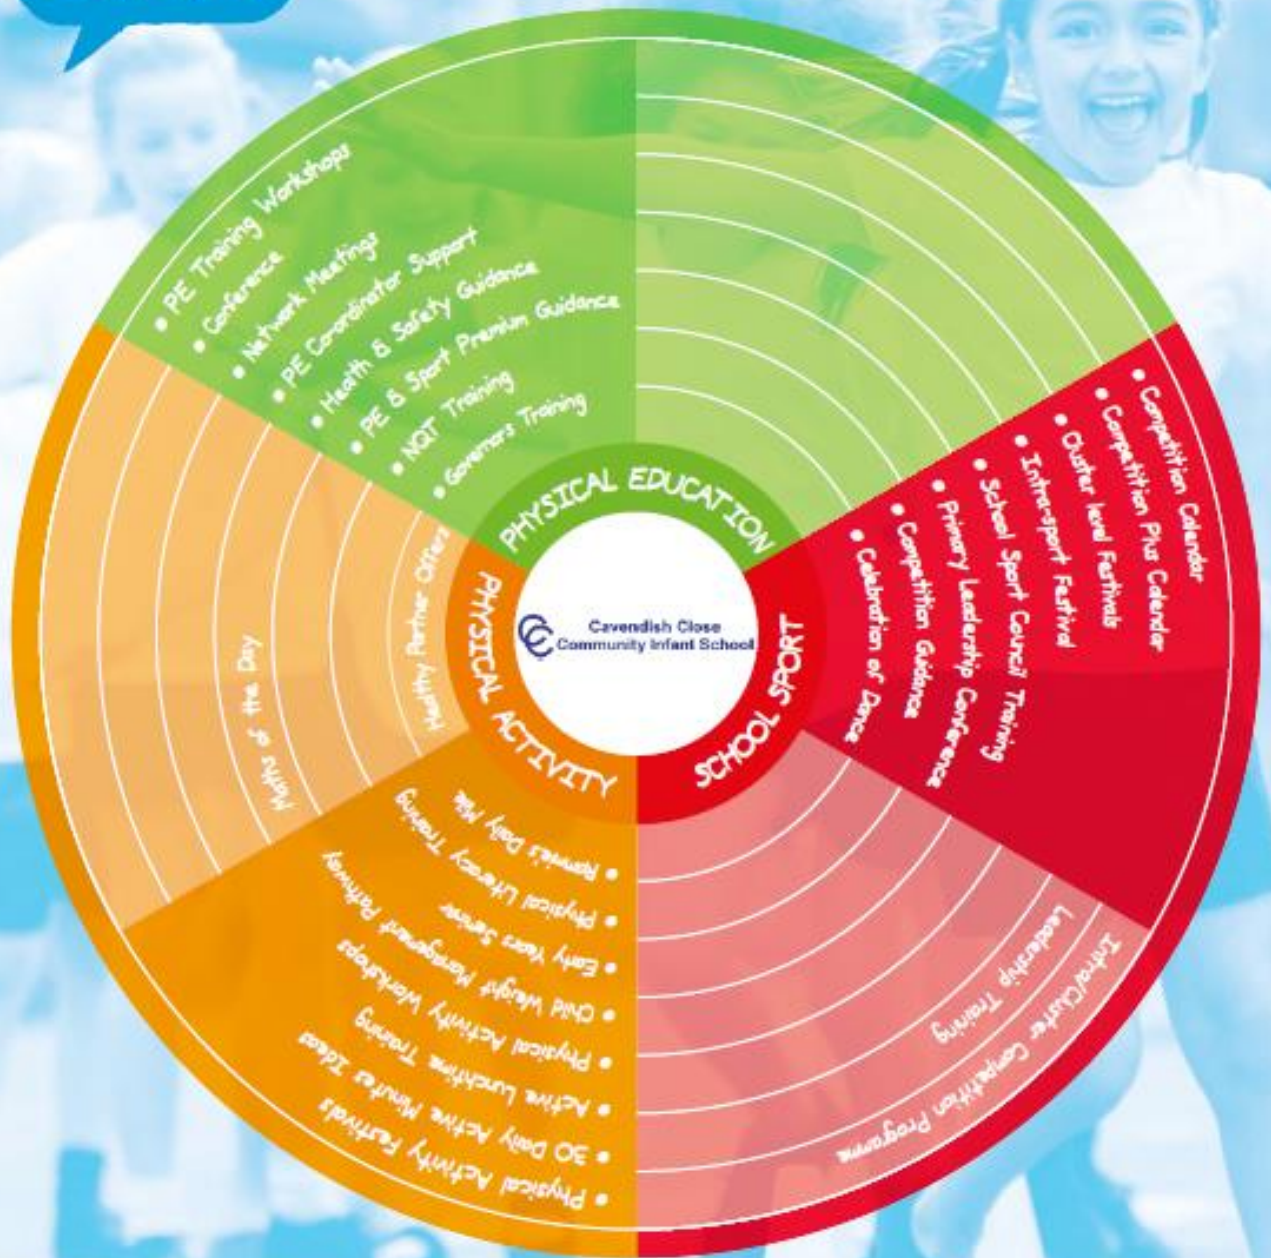 PHYSICAL EDUCATION
• PE Training Workshops
• Conference
• Network Meetings
• PE Co-ordinator Support
• Health & Safety Guidance
• PE & Sport Premium Guidance
• NQT Training
• Governors Training
SCHOOL SPORT
• Competition Calendar
• Competition Plus Calendar
• Cluster level Festivals
• Intra-sport Festival
• School Sport Council Training
• Primary Leadership Conference
• Competition Guidance
• Celebration of Dance
Intra/Cluster Competition Programme
Leadership Training
PHYSICAL ACTIVITY
• Rammie's Daily Mile
• Physical Literacy Training
• Early Years Seminar
• Child Weight Management Pathway
• Physical Activity Workshops
• Active Lunchtime Training
• 30 Daily Active Minutes Ideas
• Physical Activity Festivals
Maths of the Day
Healthy Partner Offers
Cavendish Close
Community Infant School